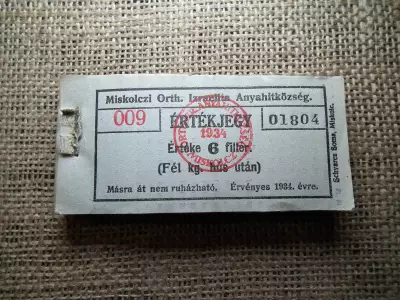 Miskolczi Orth. Izraelita Anyahitközség.
009 ÉRTÉKJEGY 01804
1934
MISKOLCZ
Értéke 6 fillér.
(Fél kg. hús után)
Másra át nem ruházható. Érvényes 1934. évre.